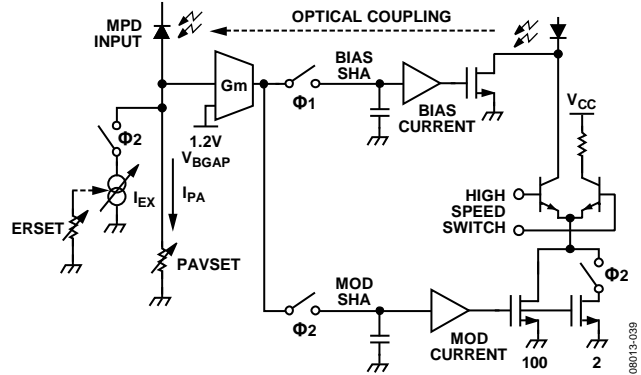 MPD
INPUT
OPTICAL COUPLING
Gm
Φ1
BIAS
SHA
BIAS
CURRENT
VCC
Φ2
1.2V
VBGAP
IEX
IPA
ERSET
PAVSET
HIGH
SPEED
SWITCH
Φ2
MOD
SHA
Φ2
MOD
CURRENT
100
2
08013-039